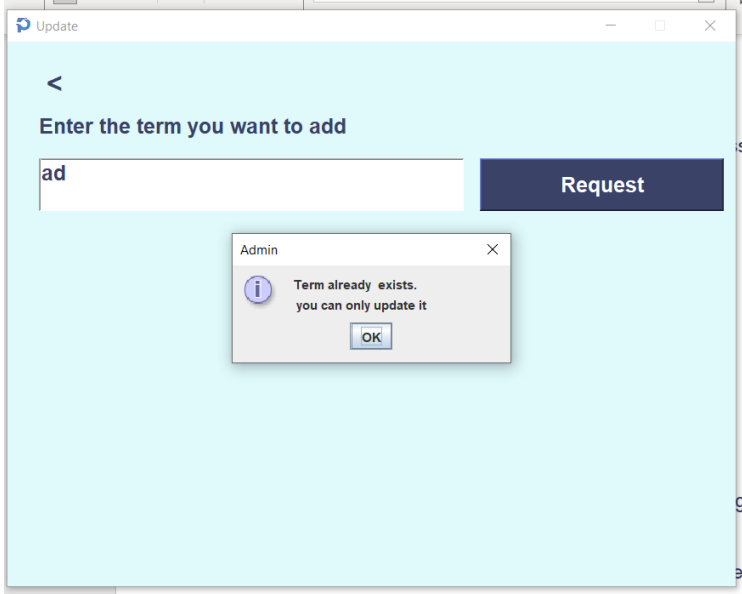 Update
<
Enter the term you want to add
ad
Request
Admin
Term already  exists.
you can only update it
OK